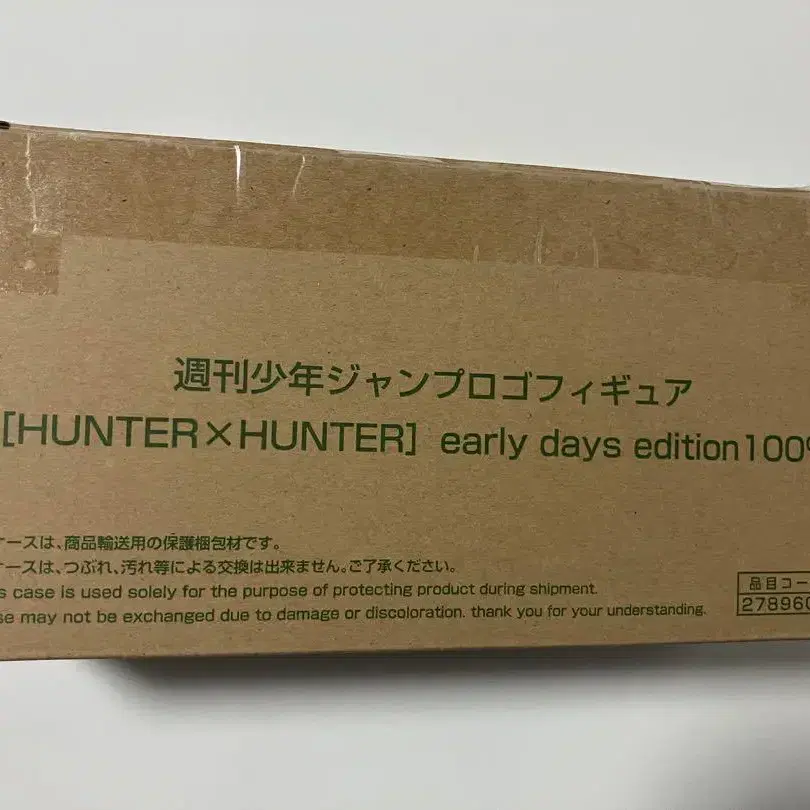 週刊少年ジャンプロゴフィギュア
[HUNTER×HUNTER] early days edition100%
ケースは、商品輸送用の保護梱包材です。
ケースは、つぶれ、汚れ等による交換は出来ません。ご了承ください。
s case is used solely for the purpose of protecting product during shipment.
se may not be exchanged due to damage or discoloration. thank you for your understanding.
品目コー
278960